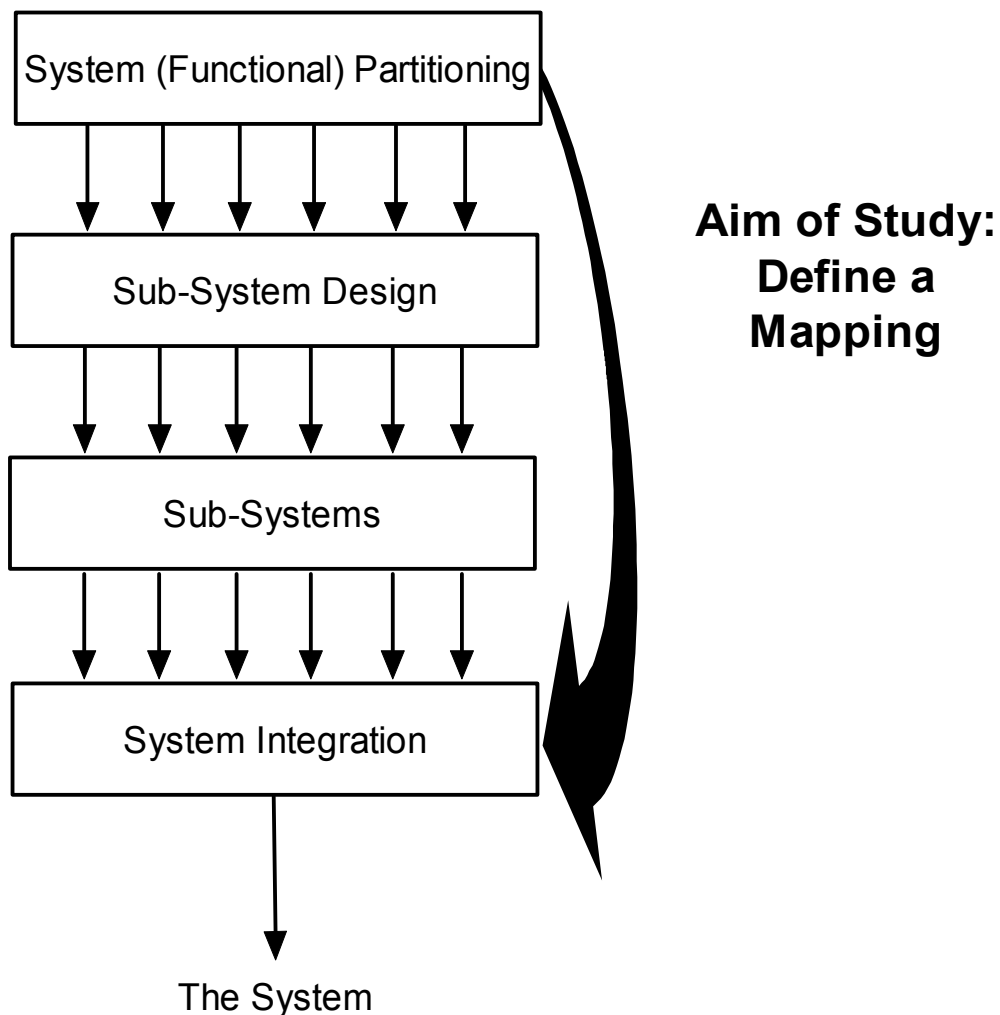 System (Functional) Partitioning
Aim of Study:
Define a
Mapping
Sub-System Design
Sub-Systems
System Integration
The System